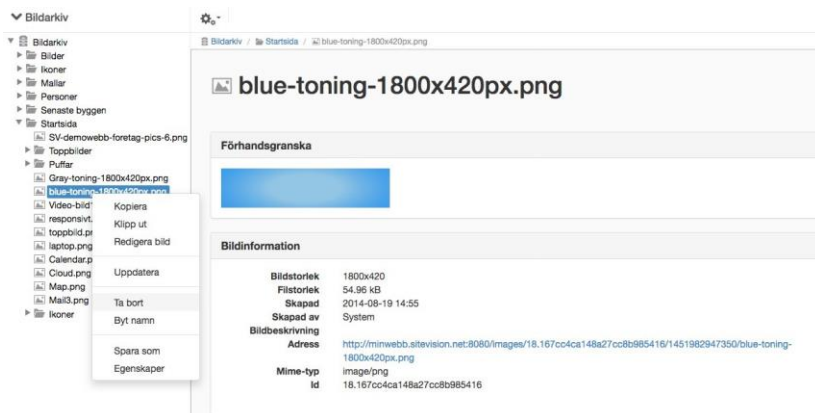 Bildarkiv
Bildarkiv / Startsida / blue-toning-1800x420px.png
Bildarkiv
Bilder
Ikoner
Mallar
Personer
Senaste byggen
Startsida
SV-demowebb-foretag-pics-6.png
Toppbilder
Puffar
Gray-toning-1800x420px.png
blue-toning-1800x420px.png
Video-bild
responsivt.
toppbild.pr
laptop.png
Calendar.p
Cloud.png
Map.png
Mail3.png
Ikoner
Kopiera
Klipp ut
Redigera bild
Uppdatera
Ta bort
Byt namn
Spara som
Egenskaper
blue-toning-1800x420px.png
Förhandsgranska
Bildinformation
Bildstorlek 1800x420
Filstorlek 54.96 kB
Skapad 2014-08-19 14:55
Skapad av System
Bildbeskrivning
Adress http://minwebb.sitevision.net:8080/images/18.167cc4ca148a27cc8b985416/1451982947350/blue-toning-
1800x420px.png
Mime-typ image/png
Id 18.167cc4ca148a27cc8b985416